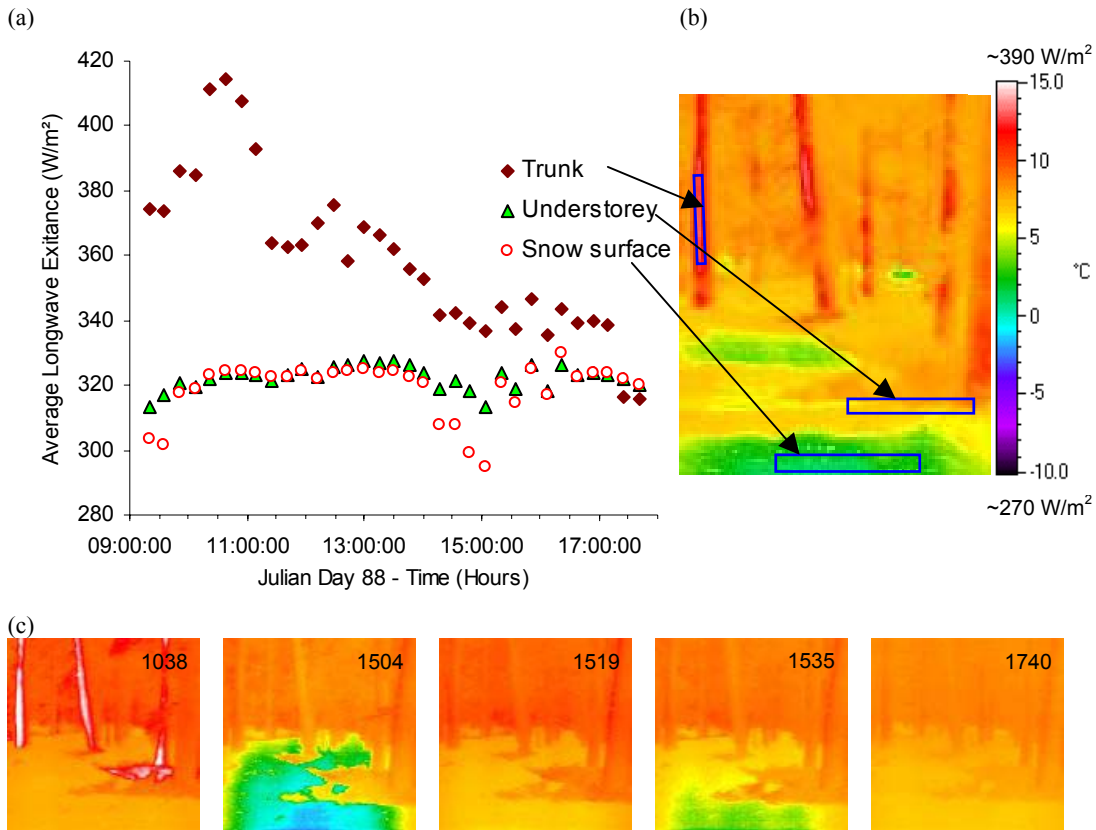 (a)
420
400
380
360
340
320
300
280
Average Longwave Exitance (W/m²)
09:00:00 11:00:00 13:00:00 15:00:00 17:00:00
Julian Day 88 - Time (Hours)
Trunk
Understorey
Snow surface
(b)
~390 W/m²
15.0
10
5
0
-5
-10.0
°C
~270 W/m²
(c)
1038
1504
1519
1535
1740